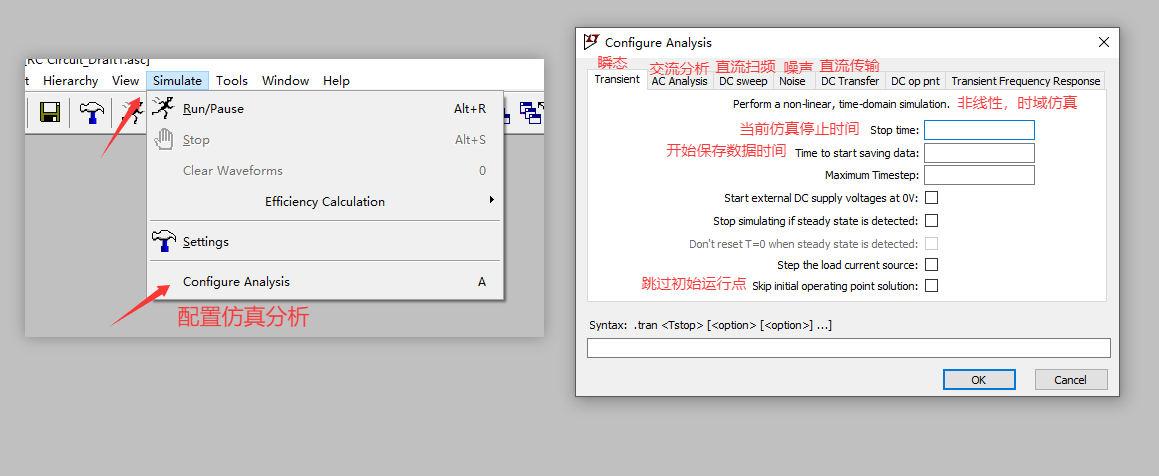 _RC Circuit_Draft1.asc]
t Hierarchy View Simulate Tools Window Help
Run/Pause Alt+R
Stop Alt+S
Clear Waveforms 0
Efficiency Calculation
Settings
Configure Analysis A
配置仿真分析
Configure Analysis
瞬态 交流分析 直流扫频 噪声 直流传输
Transient AC Analysis DC sweep Noise DC Transfer DC op pnt Transient Frequency Response
Perform a non-linear, time-domain simulation. 非线性，时域仿真
当前仿真停止时间 Stop time:
开始保存数据时间 Time to start saving data:
Maximum Timestep:
Start external DC supply voltages at 0V:
Stop simulating if steady state is detected:
Don't reset T=0 when steady state is detected:
Step the load current source:
跳过初始运行点 Skip initial operating point solution:
Syntax: .tran <Tstop> [<option> [<option>] ...]
OK Cancel